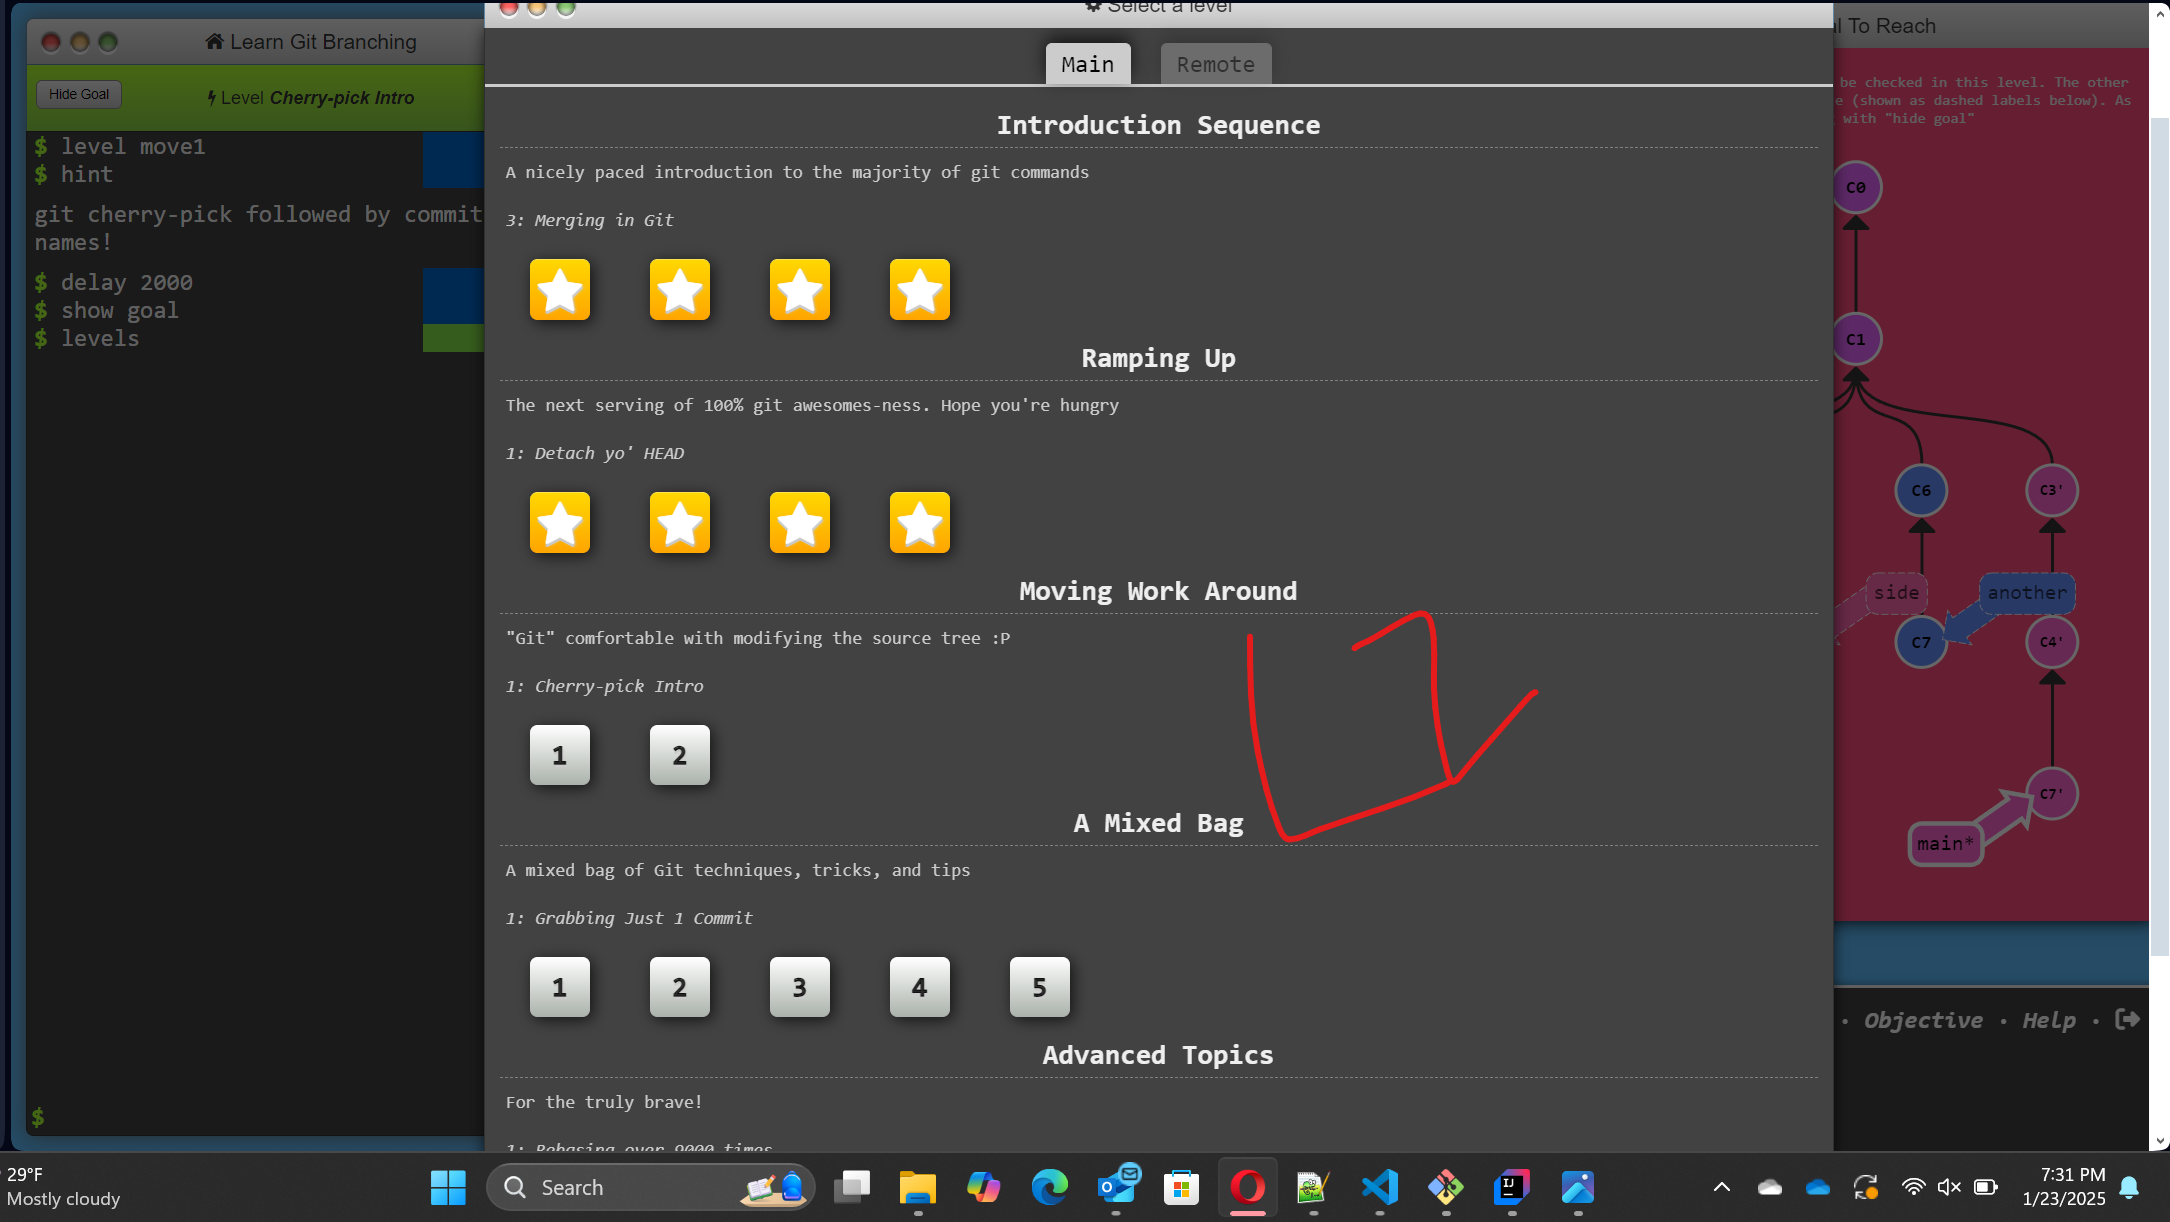 Select a level
Learn Git Branching
al To Reach
Main
Remote
Hide Goal
Level Cherry-pick Intro
be checked in this level. The other
e (shown as dashed labels below). As
with "hide goal"
Introduction Sequence
$ level move1
$ hint
A nicely paced introduction to the majority of git commands
git cherry-pick followed by commit
names!
3: Merging in Git
$ delay 2000
$ show goal
$ levels
Ramping Up
The next serving of 100% git awesomes-ness. Hope you're hungry
1: Detach yo' HEAD
Moving Work Around
"Git" comfortable with modifying the source tree :P
1: Cherry-pick Intro
1 2
A Mixed Bag
A mixed bag of Git techniques, tricks, and tips
1: Grabbing Just 1 Commit
1 2 3 4 5
Advanced Topics
For the truly brave!
1: Rebasing over 9000 times
C0
C1
C6 C3'
side another
C7 C4'
C7'
main*
• Objective • Help •
$
29°F
Mostly cloudy
Search
7:31 PM
1/23/2025